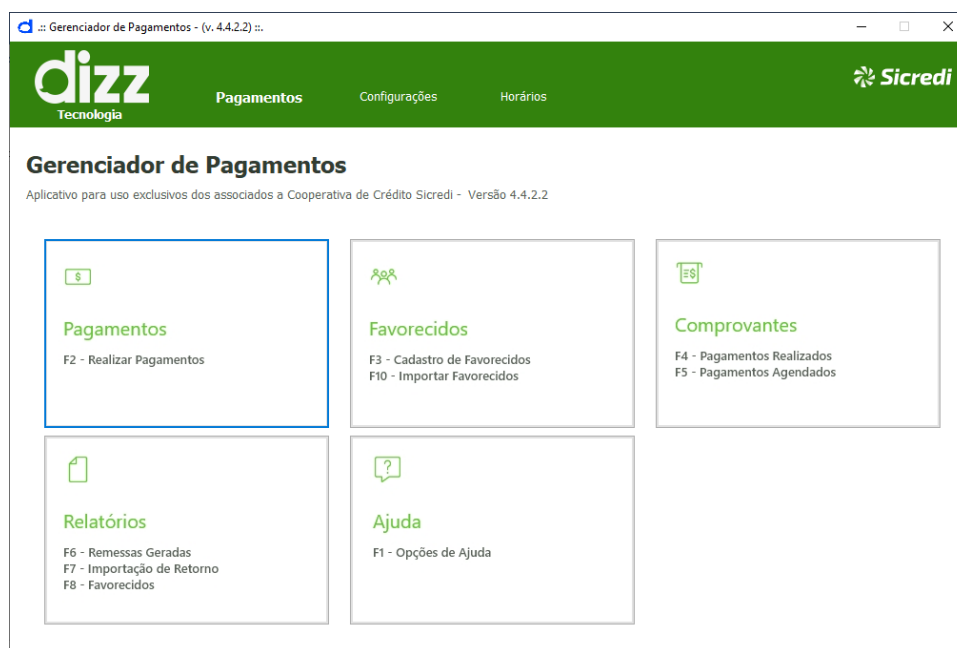 .:: Gerenciador de Pagamentos - (v. 4.4.2.2) ::.
dizz
Tecnologia
Pagamentos
Configurações
Horários
Sicredi
Gerenciador de Pagamentos
Aplicativo para uso exclusivos dos associados a Cooperativa de Crédito Sicredi - Versão 4.4.2.2
Pagamentos
F2 - Realizar Pagamentos
Favorecidos
F3 - Cadastro de Favorecidos
F10 - Importar Favorecidos
Comprovantes
F4 - Pagamentos Realizados
F5 - Pagamentos Agendados
Relatórios
F6 - Remessas Geradas
F7 - Importação de Retorno
F8 - Favorecidos
Ajuda
F1 - Opções de Ajuda